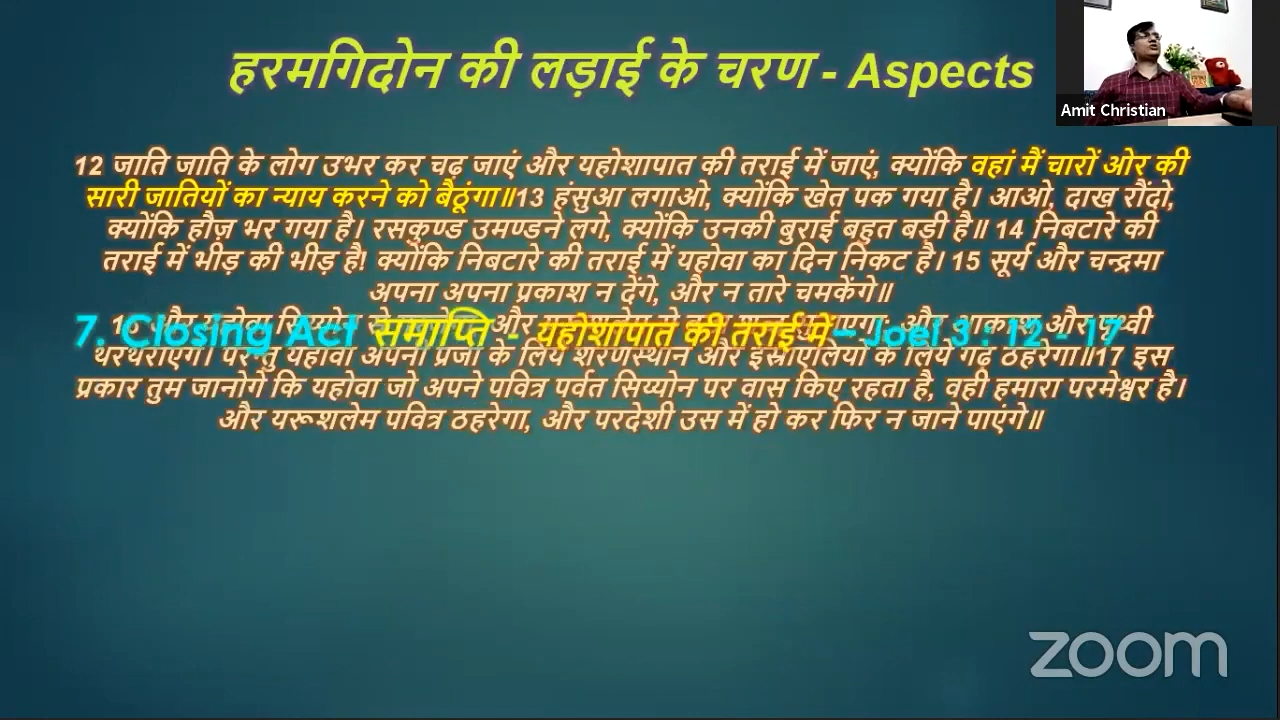 हरमगिदोन की लड़ाई के चरण - Aspects
Amit Christian
12 जाति जाति के लोग उभर कर चढ़ जाएं और यहोशापात की तराई में जाएं, क्योंकि वहां मैं चारों ओर की
सारी जातियों का न्याय करने को बैठूंगा॥13 हंसुआ लगाओ, क्योंकि खेत पक गया है। आओ, दाख रौंदो,
क्योंकि हौज़ भर गया है। रसकुण्ड उमण्डने लगे, क्योंकि उनकी बुराई बहुत बड़ी है॥ 14 निबटारे की
तराई में भीड़ की भीड़ है! क्योंकि निबटारे की तराई में यहोवा का दिन निकट है। 15 सूर्य और चन्द्रमा
अपना अपना प्रकाश न देंगे, और न तारे चमकेंगे॥
और और पृथ्वी
7. Closing Act समाप्ति - यहोशापात की तराई में – Joel 3 : 12 - 17
थरथराएंगे। परन्तु यहोवा अपनी प्रजा के लिये शरणस्थान और इस्राएलियों के लिये गढ़ ठहरेगा॥17 इस
प्रकार तुम जानोगे कि यहोवा जो अपने पवित्र पर्वत सिय्योन पर वास किए रहता है, वही हमारा परमेश्वर है।
और यरूशलेम पवित्र ठहरेगा, और परदेशी उस में हो कर फिर न जाने पाएंगे॥
zoom